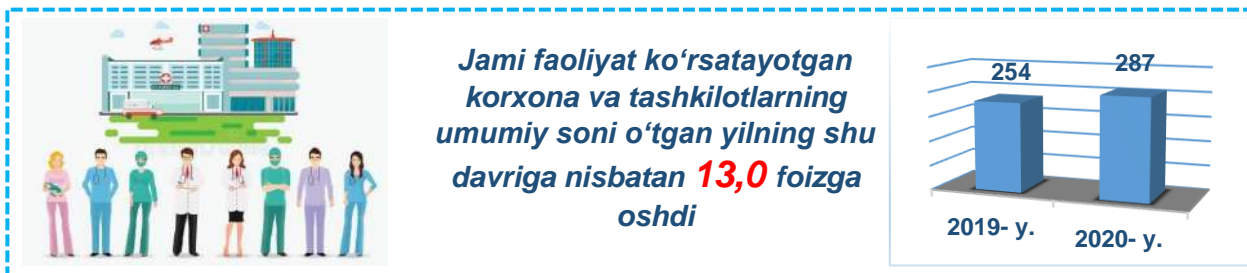 Jami faoliyat ko‘rsatayotgan
korxona va tashkilotlarning
umumiy soni o‘tgan yilning shu
davriga nisbatan 13,0 foizga
oshdi
254
287
2019- y.
2020- y.